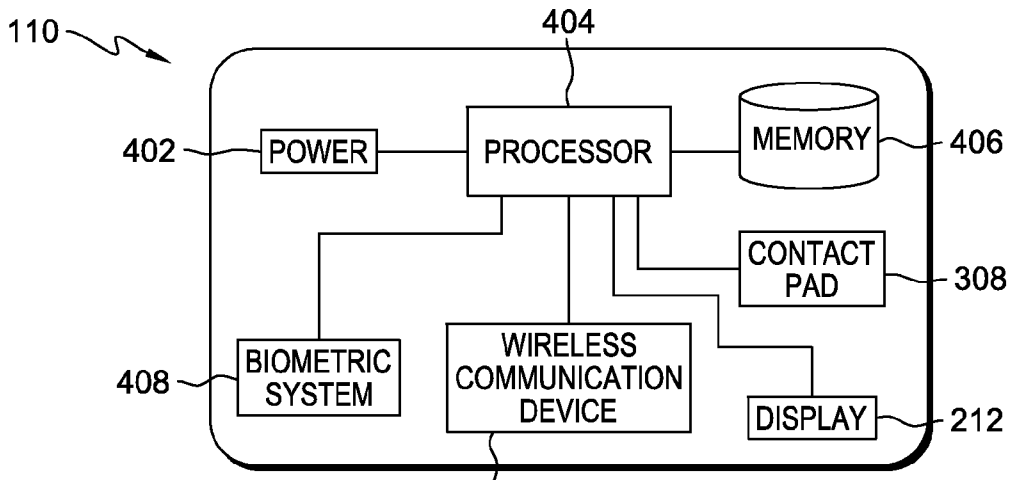 110
404
402
POWER
PROCESSOR
MEMORY
406
CONTACT
PAD
308
BIOMETRIC
SYSTEM
408
WIRELESS
COMMUNICATION
DEVICE
DISPLAY
212